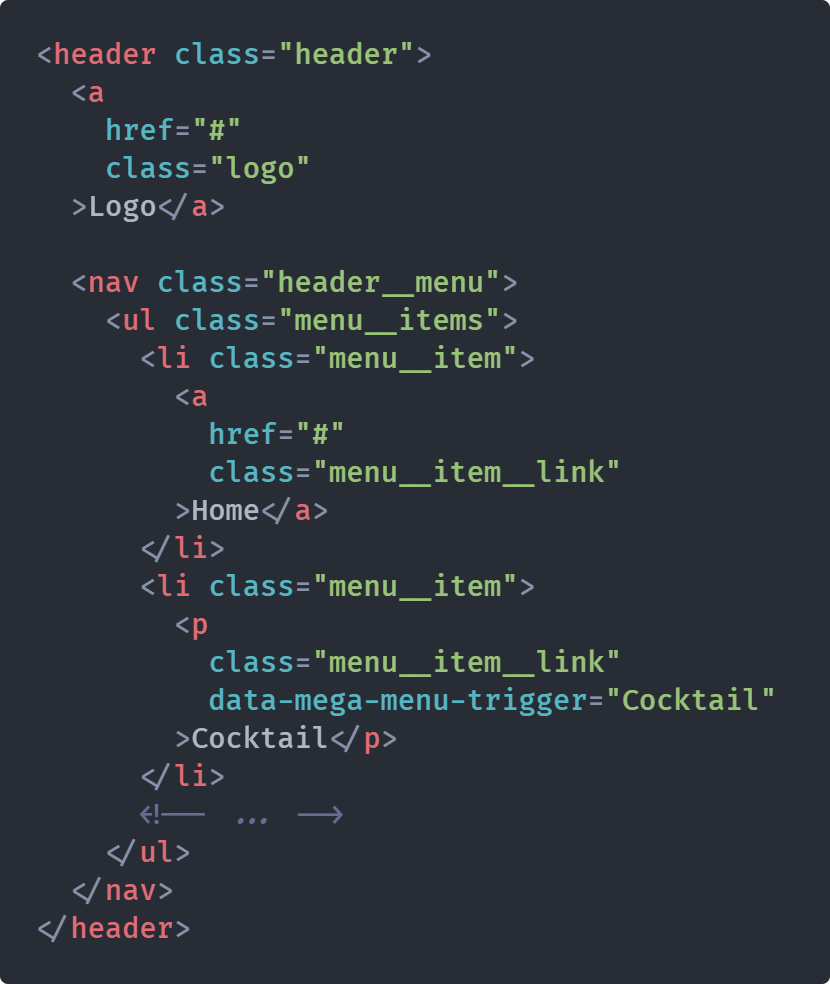 <header class="header">
  <a
    href="#"
    class="logo"
  >Logo</a>

  <nav class="header__menu">
    <ul class="menu__items">
      <li class="menu__item">
        <a
          href="#"
          class="menu__item__link"
        >Home</a>
      </li>
      <li class="menu__item">
        <p
          class="menu__item__link"
          data-mega-menu-trigger="Cocktail"
        >Cocktail</p>
      </li>
      <!-- ... -->
    </ul>
  </nav>
</header>